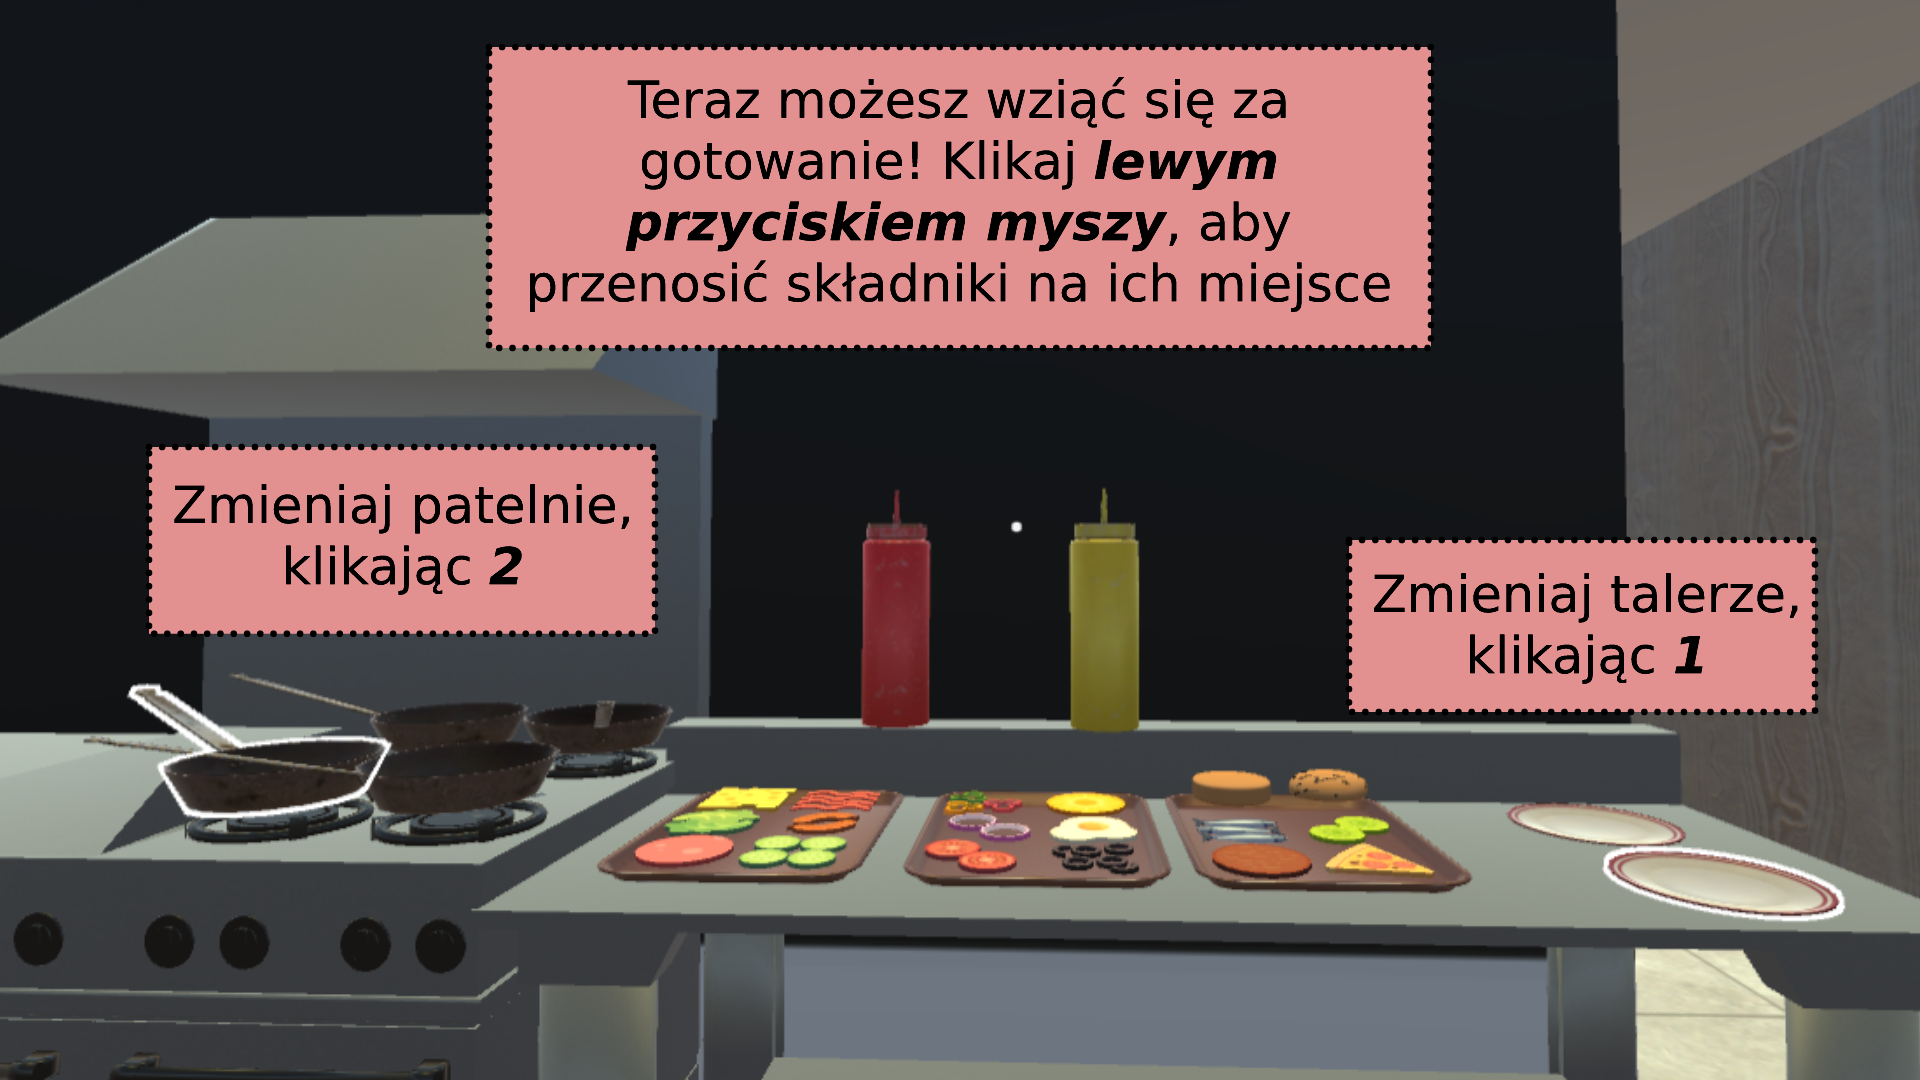 Teraz możesz wziąć się za
gotowanie! Klikaj lewym
przyciskiem myszy, aby
przenosić składniki na ich miejsce
Zmieniaj patelnie,
klikając 2
Zmieniaj talerze,
klikając 1